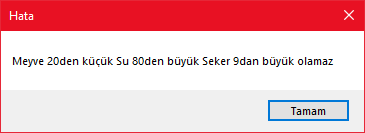 Hata
Meyve 20den küçük Su 80den büyük Seker 9dan büyük olamaz
Tamam